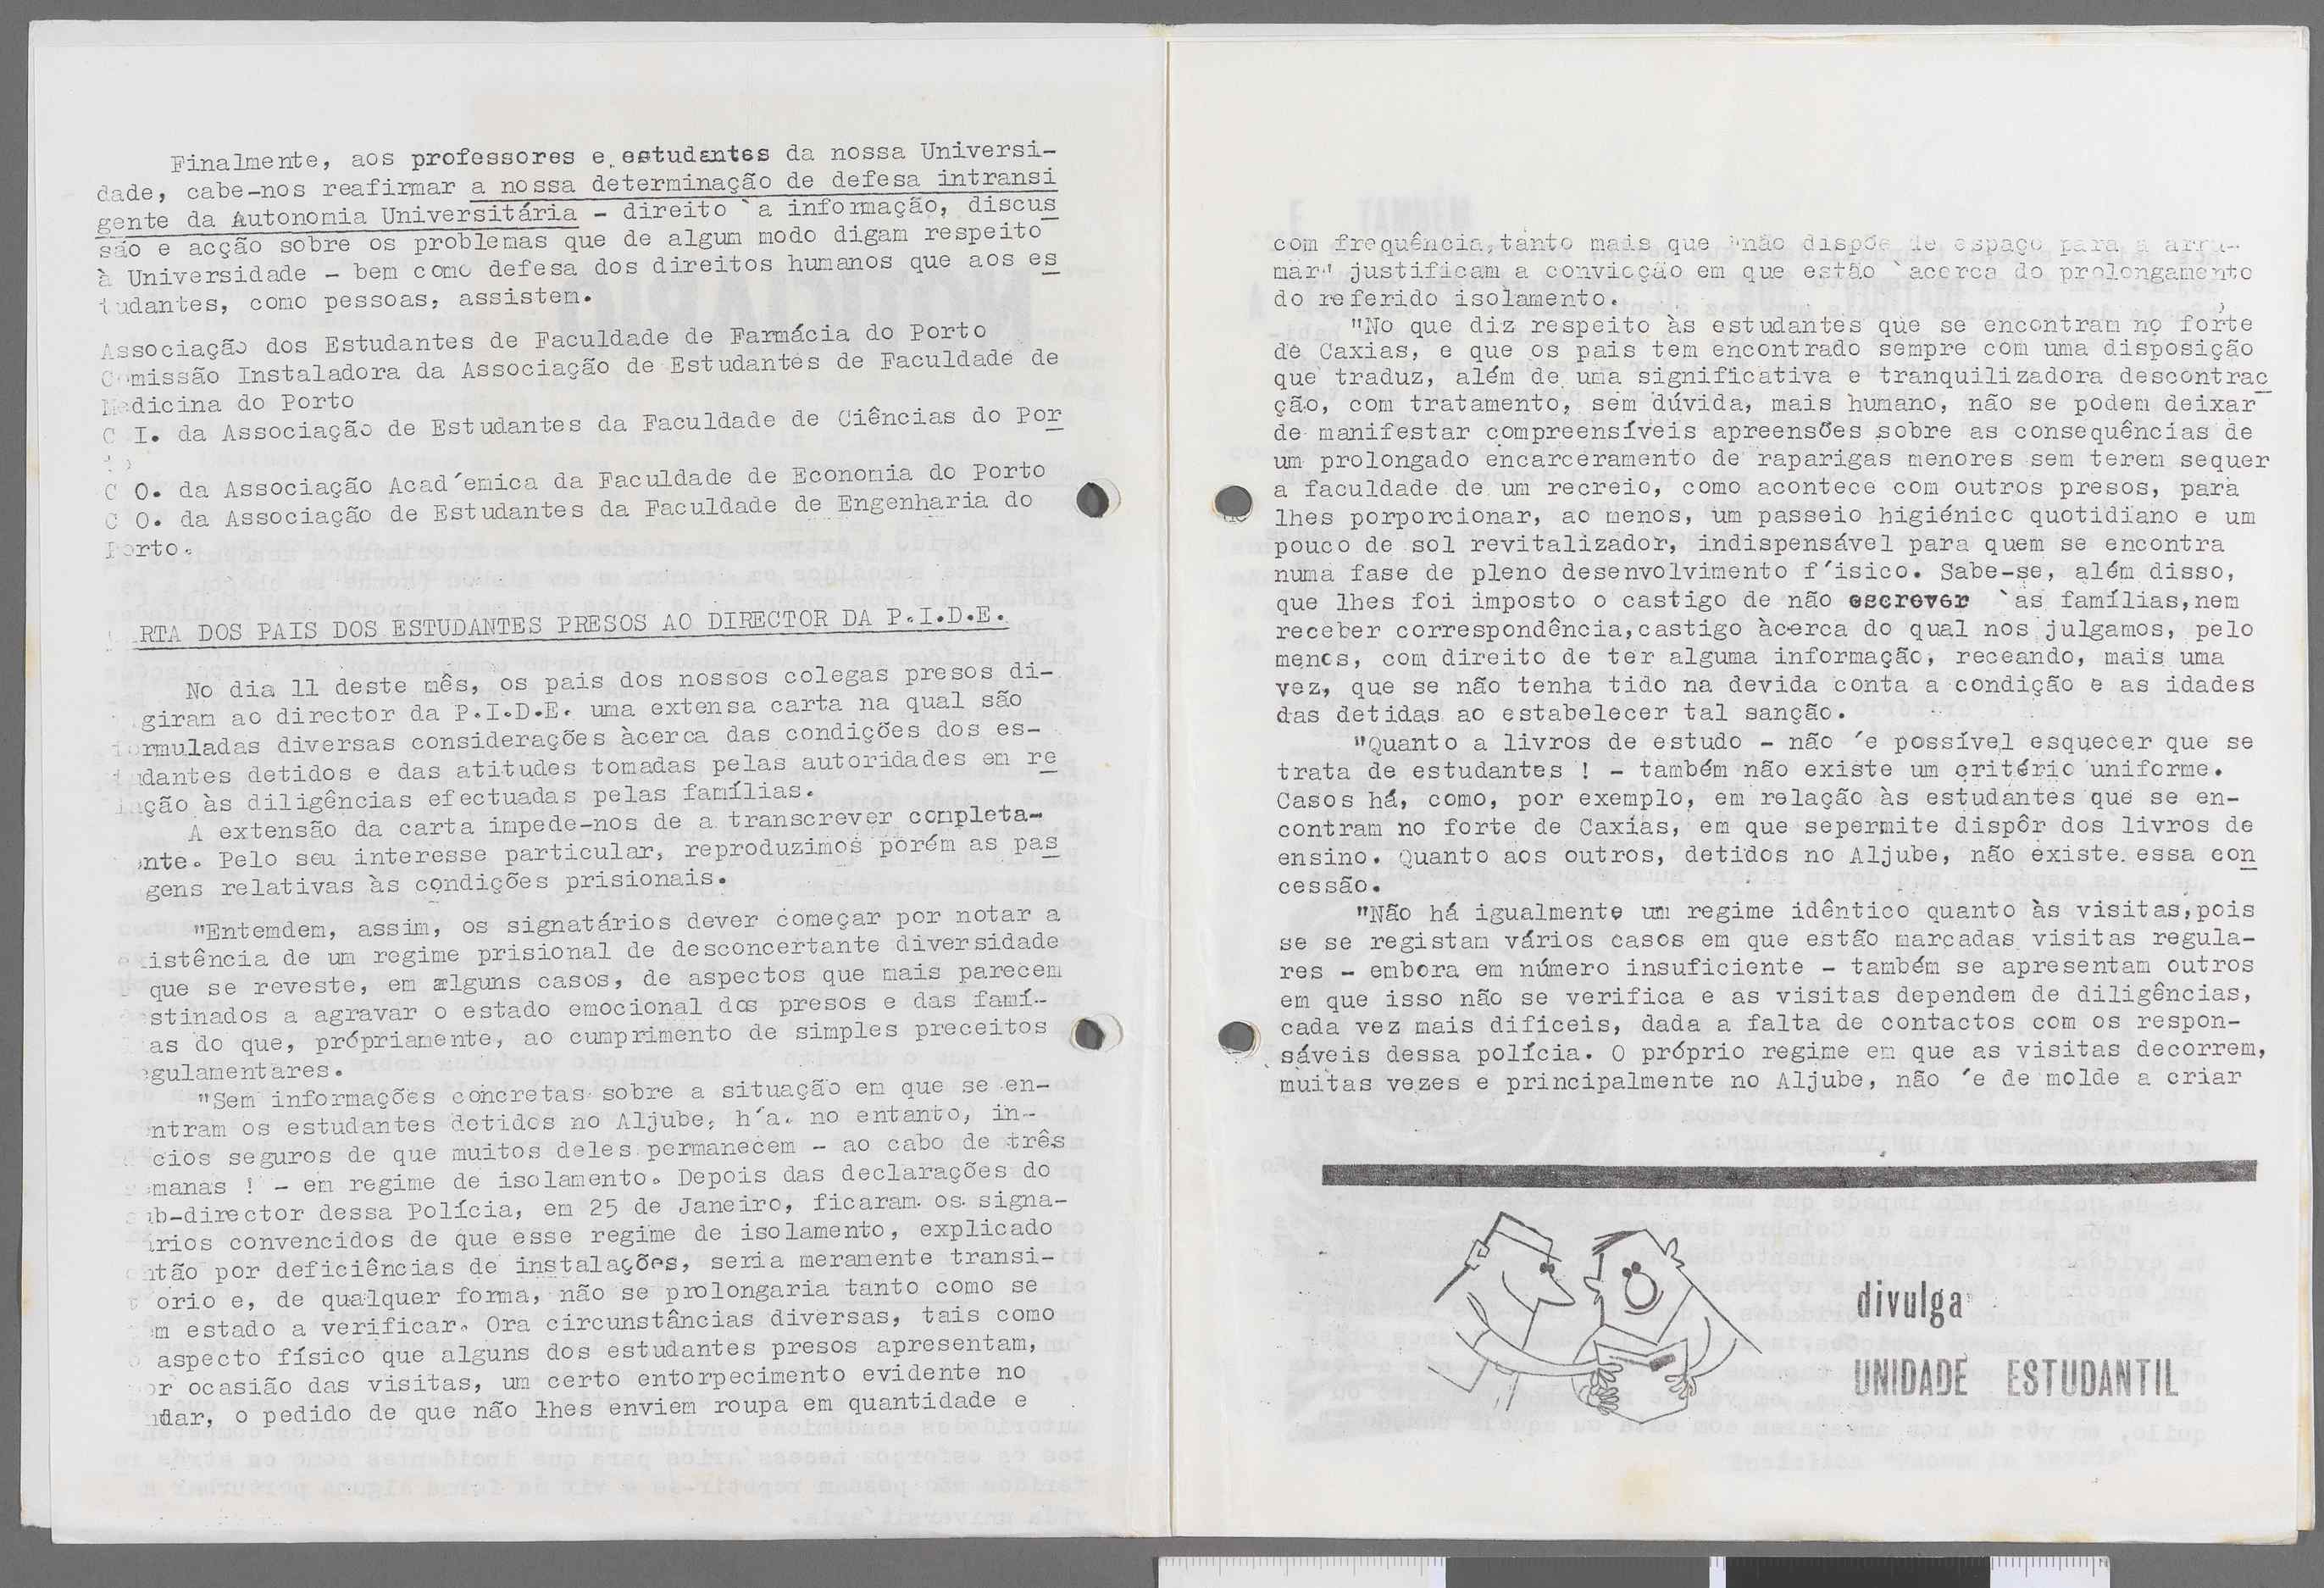 Finalmente, aos professores e estudantes da nossa Universi-
dade, cabe-nos reafirmar a nossa determinação de defesa intransi
gente da Autonomia Universitária - direito `a informação, discus
são e acção sobre os problemas que de algum modo digam respeito
à Universidade - bem como defesa dos direitos humanos que aos es
tudantes, como pessoas, assistem.
Associação dos Estudantes de Faculdade de Farmácia do Porto
Comissão Instaladora da Associação de Estudantes de Faculdade de
Medicina do Porto
C I. da Associação de Estudantes da Faculdade de Ciências do Por
to
C O. da Associação Acad´emica da Faculdade de Economia do Porto
C O. da Associação de Estudantes da Faculdade de Engenharia do
Porto.
RTA DOS PAIS DOS ESTUDANTES PRESOS AO DIRECTOR DA P.I.D.E.
No dia 11 deste mês, os pais dos nossos colegas presos di-
giram ao director da P.I.D.E. uma extensa carta na qual são
formuladas diversas considerações àcerca das condições dos es-
tudantes detidos e das atitudes tomadas pelas autoridades em re
lação às diligências efectuadas pelas famílias.
A extensão da carta impede-nos de a transcrever completa-
nte. Pelo seu interesse particular, reproduzimos porém as pas
gens relativas às condições prisionais.
"Entemdem, assim, os signatários dever começar por notar a
existência de um regime prisional de desconcertante diversidade
que se reveste, em alguns casos, de aspectos que mais parecem
estinados a agravar o estado emocional dos presos e das famí-
as do que, própriamente, ao cumprimento de simples preceitos
egulamentares.
"Sem informações concretas sobre a situação em que se en-
ntram os estudantes detidos no Aljube, h´a. no entanto, in-
cios seguros de que muitos deles permanecem - ao cabo de três
semanas ! - em regime de isolamento. Depois das declarações do
sub-director dessa Polícia, em 25 de Janeiro, ficaram os signa-
rios convencidos de que esse regime de isolamento, explicado
então por deficiências de instalações, seria meramente transi-
t orio e, de qualquer forma, não se prolongaria tanto como se
em estado a verificar. Ora circunstâncias diversas, tais como
o aspecto físico que alguns dos estudantes presos apresentam,
por ocasião das visitas, um certo entorpecimento evidente no
ndar, o pedido de que não lhes enviem roupa em quantidade e
com frequência, tanto mais que "não dispõe de espaço para a arru-
mar" justificam a convicção em que estão `acerca do prolongamento
do referido isolamento.
"No que diz respeito às estudantes que se encontram no forte
de Caxias, e que os pais tem encontrado sempre com uma disposição
que traduz, além de uma significativa e tranquilizadora descontrac
ção, com tratamento, sem dúvida, mais humano, não se podem deixar
de manifestar compreensíveis apreensões sobre as consequências de
um prolongado encarceramento de raparigas menores sem terem sequer
a faculdade de um recreio, como acontece com outros presos, para
lhes porporcionar, ao menos, um passeio higiénico quotidiano e um
pouco de sol revitalizador, indispensável para quem se encontra
numa fase de pleno desenvolvimento f´isico. Sabe-se, além disso,
que lhes foi imposto o castigo de não escrever `as famílias,nem
receber correspondência,castigo àcerca do qual nos julgamos, pelo
menos, com direito de ter alguma informação, receando, mais uma
vez, que se não tenha tido na devida conta a condição e as idades
das detidas ao estabelecer tal sanção.
"Quanto a livros de estudo - não ´e possível esquecer que se
trata de estudantes ! - também não existe um critério uniforme.
Casos há, como, por exemplo, em relação às estudantes que se en-
contram no forte de Caxias, em que sepermite dispôr dos livros de
ensino. Quanto aos outros, detidos no Aljube, não existe essa con
cessão.
"Não há igualmente um regime idêntico quanto às visitas,pois
se se registam vários casos em que estão marcadas visitas regula-
res - embora em número insuficiente - também se apresentam outros
em que isso não se verifica e as visitas dependem de diligências,
cada vez mais dificeis, dada a falta de contactos com os respon-
sáveis dessa polícia. O próprio regime em que as visitas decorrem,
muitas vezes e principalmente no Aljube, não ´e de molde a criar
divulga
UNIDADE ESTUDANTIL